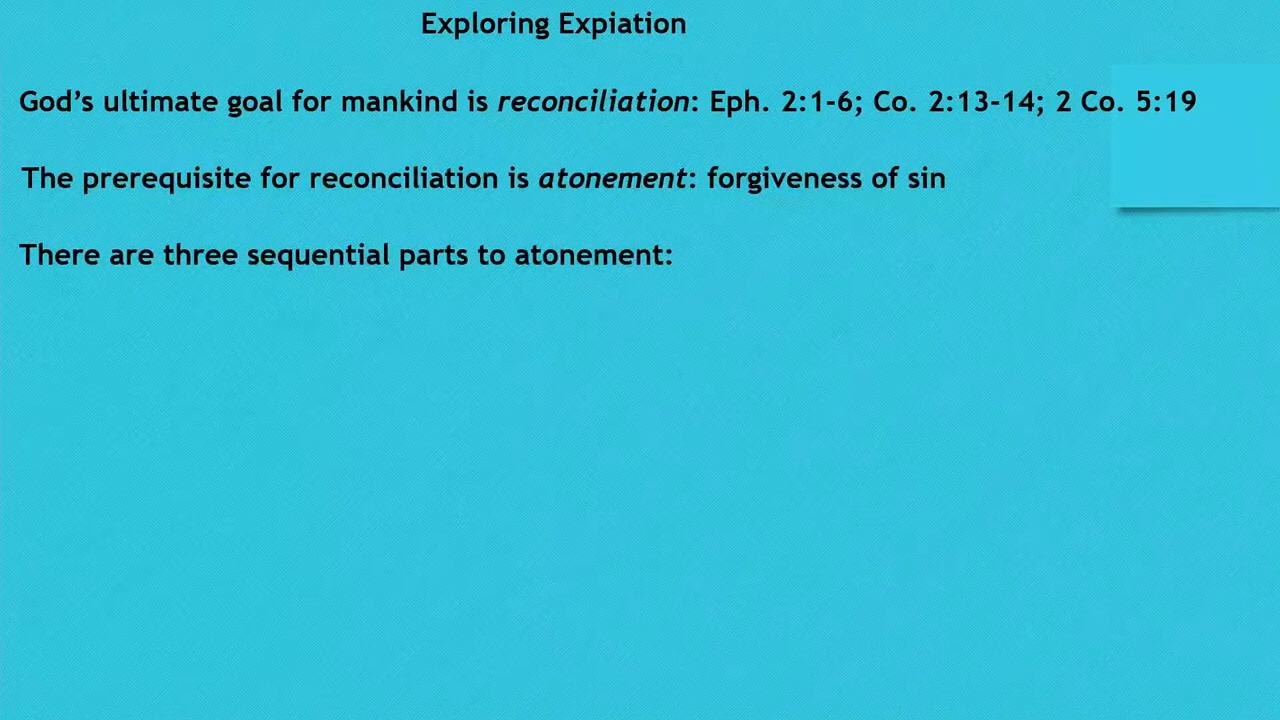 Exploring Expiation
God’s ultimate goal for mankind is reconciliation: Eph. 2:1-6; Co. 2:13-14; 2 Co. 5:19
The prerequisite for reconciliation is atonement: forgiveness of sin
There are three sequential parts to atonement: